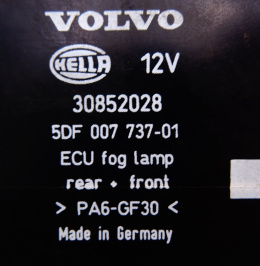 VOLVO
HELLA 12V
30852028
5DF 007 737-01
ECU fog lamp
rear + front
> PA6-GF30 <
Made in Germany